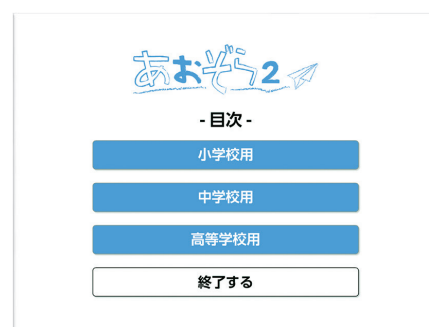 あおぞら2
- 目次 -
小学校用
中学校用
高等学校用
終了する